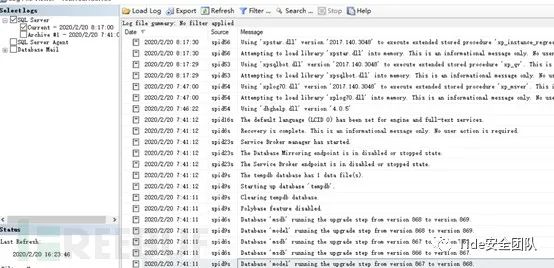 Select logs
SQL Server
Current - 2020/2/20 8:17:00
Archive #1 - 2020/2/20 7:41:0
SQL Server Agent
Database Mail
Status
Last Refresh:
2020/2/20 16:23:46
Load Log Export Refresh Filter... Search... Stop Help
Log file summary: No filter applied
Date Source Message
2020/2/20 8:17:30 spid56 Using 'xpstar.dll' version '2017.140.3048' to execute extended stored procedure 'xp_instance_regre
2020/2/20 8:17:30 spid56 Attempting to load library 'xpstar.dll' into memory. This is an informational message only. No use
2020/2/20 8:17:29 spid53 Using 'xpsqlbot.dll' version '2017.140.3048' to execute extended stored procedure 'xp_qv'. This is
2020/2/20 8:17:29 spid53 Attempting to load library 'xpsqlbot.dll' into memory. This is an informational message only. No u
2020/2/20 7:47:00 spid54 Using 'xplog70.dll' version '2017.140.3048' to execute extended stored procedure 'xp_msver'. This
2020/2/20 7:47:00 spid54 Attempting to load library 'xplog70.dll' into memory. This is an informational message only. No us
2020/2/20 7:46:22 spid54 Using 'dbghelp.dll' version '4.0.5'
2020/2/20 7:41:12 spid16s The default language (LCID 0) has been set for engine and full-text services.
2020/2/20 7:41:12 spid6s Recovery is complete. This is an informational message only. No user action is required.
2020/2/20 7:41:12 spid23s Service Broker manager has started.
2020/2/20 7:41:12 spid23s The Database Mirroring endpoint is in disabled or stopped state.
2020/2/20 7:41:12 spid23s The Service Broker endpoint is in disabled or stopped state.
2020/2/20 7:41:12 spid9s The tempdb database has 1 data file(s).
2020/2/20 7:41:12 spid9s Starting up database 'tempdb'.
2020/2/20 7:41:11 spid9s Clearing tempdb database.
2020/2/20 7:41:11 spid9s Polybase feature disabled.
2020/2/20 7:41:11 spid6s Database 'msdb' running the upgrade step from version 868 to version 869.
2020/2/20 7:41:11 spid9s Database 'model' running the upgrade step from version 868 to version 869.
2020/2/20 7:41:11 spid6s Database 'msdb' running the upgrade step from version 867 to version 868.
2020/2/20 7:41:11 spid9s Database 'model' running the upgrade step from version 867 to version 868.
Tide安全团队